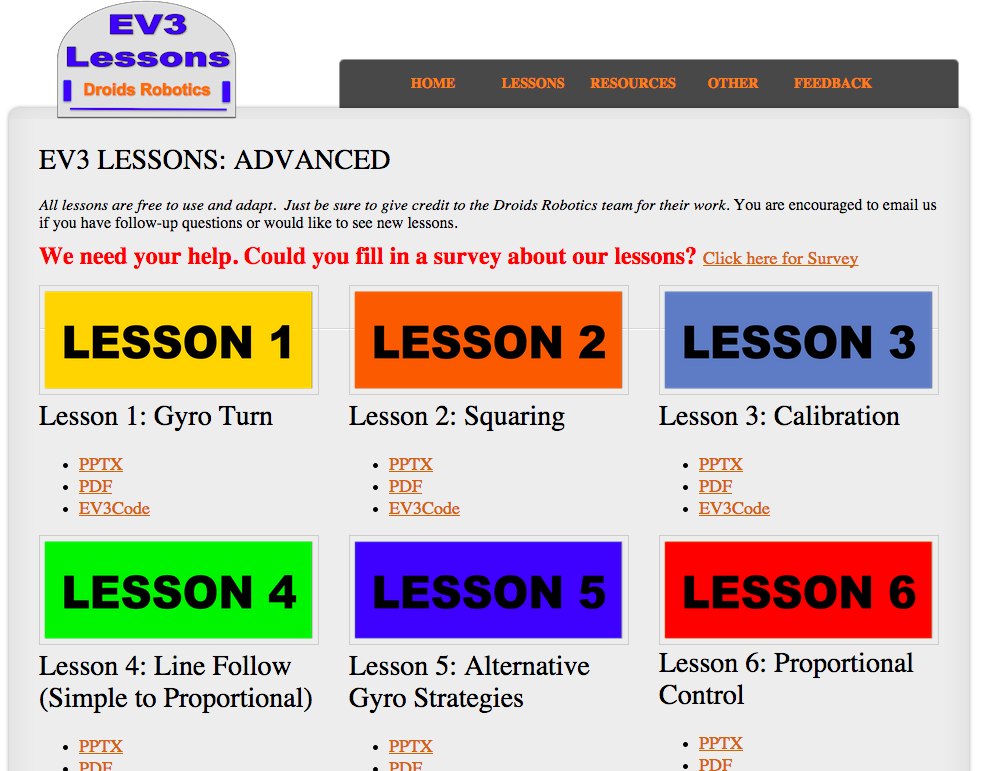 EV3
Lessons
Droids Robotics
HOME LESSONS RESOURCES OTHER FEEDBACK
EV3 LESSONS: ADVANCED
All lessons are free to use and adapt. Just be sure to give credit to the Droids Robotics team for their work. You are encouraged to email us
if you have follow-up questions or would like to see new lessons.
We need your help. Could you fill in a survey about our lessons? Click here for Survey
LESSON 1
LESSON 2
LESSON 3
Lesson 1: Gyro Turn
• PPTX
• PDF
• EV3Code
Lesson 2: Squaring
• PPTX
• PDF
• EV3Code
Lesson 3: Calibration
• PPTX
• PDF
• EV3Code
LESSON 4
LESSON 5
LESSON 6
Lesson 4: Line Follow
(Simple to Proportional)
• PPTX
• PDF
Lesson 5: Alternative
Gyro Strategies
• PPTX
• PDF
Lesson 6: Proportional
Control
• PPTX
• PDF